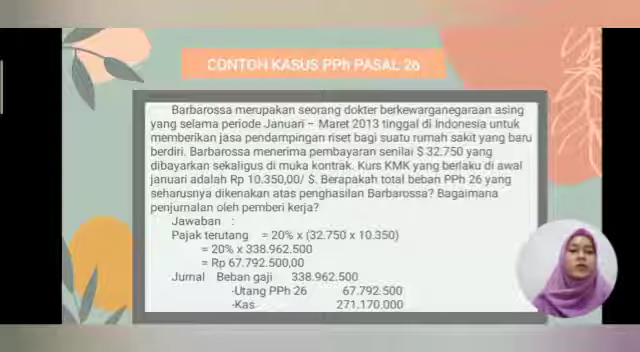 CONTOH KASUS PPh PASAL 26
Barbarossa merupakan seorang dokter berkewarganegaraan asing
yang selama periode Januari – Maret 2013 tinggal di Indonesia untuk
memberikan jasa pendampingan riset bagi suatu rumah sakit yang baru
berdiri. Barbarossa menerima pembayaran senilai $ 32.750 yang
dibayarkan sekaligus di muka kontrak. Kurs KMK yang berlaku di awal
januari adalah Rp 10.350,00/ $. Berapakah total beban PPh 26 yang
seharusnya dikenakan atas penghasilan Barbarossa? Bagaimana
penjurnalan oleh pemberi kerja?
Jawaban :
Pajak terutang = 20% x (32.750 x 10.350)
= 20% x 338.962.500
= Rp 67.792.500,00
Jurnal Beban gaji 338.962.500
-Utang PPh 26 67.792.500
-Kas 271.170.000